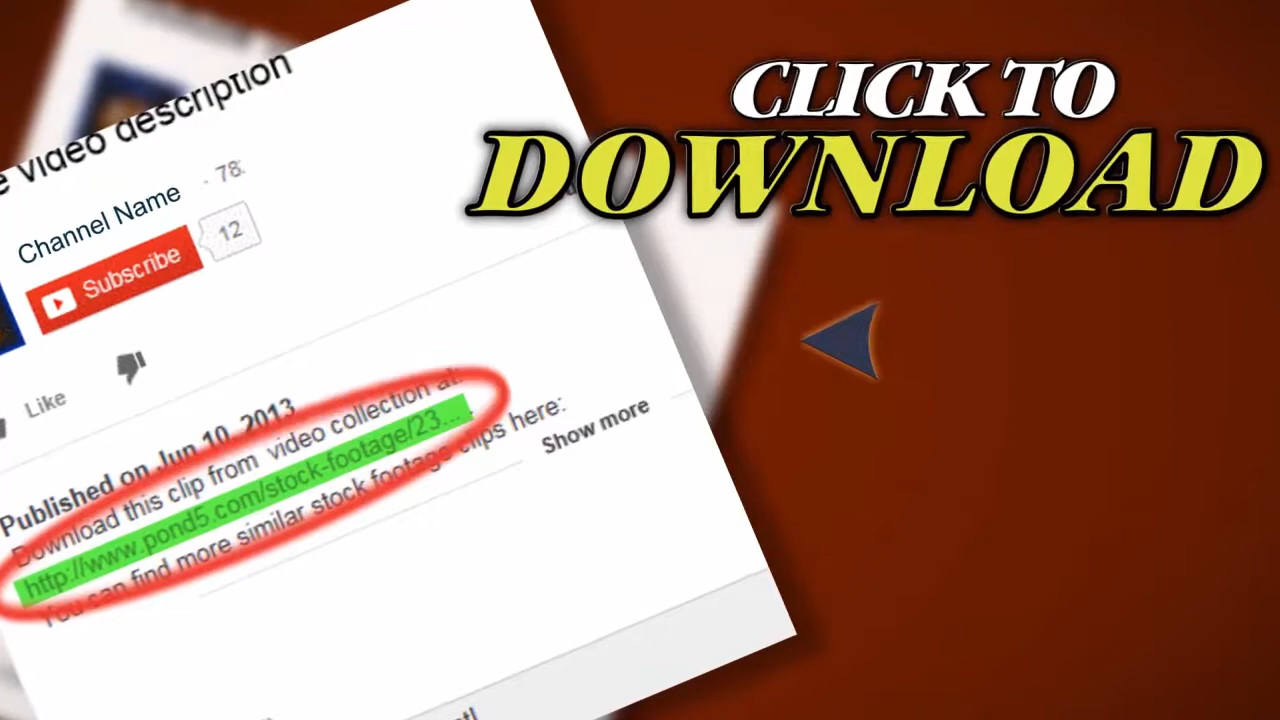 CLICK TO
DOWNLOAD
video description
Channel Name
Subscribe
12
Like
Published on Jun 10, 2013
Download this clip from video collection at:
http://www.pond5.com/stock-footage/23...
You can find more similar stock footage clips here:
Show more